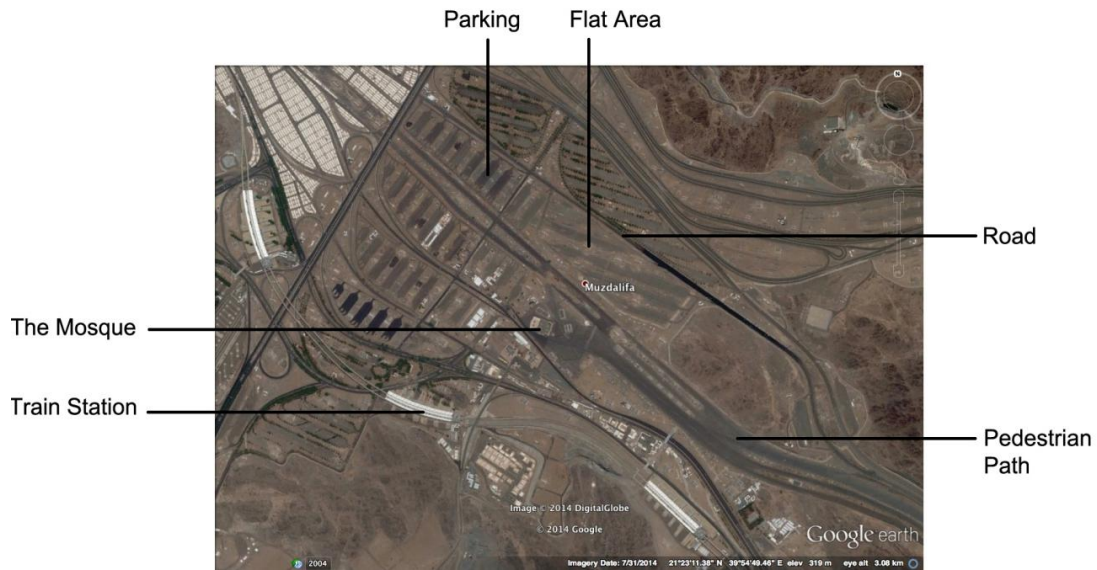 Parking
Flat Area
N
Road
Muzdalifa
The Mosque
Train Station
Pedestrian
Path
Image © 2014 DigitalGlobe
© 2014 Google
Google earth
2004
Imagery Date: 7/31/2014 21°23'11.38" N 39°54'49.46" E elev 319 m eye alt 3.08 km